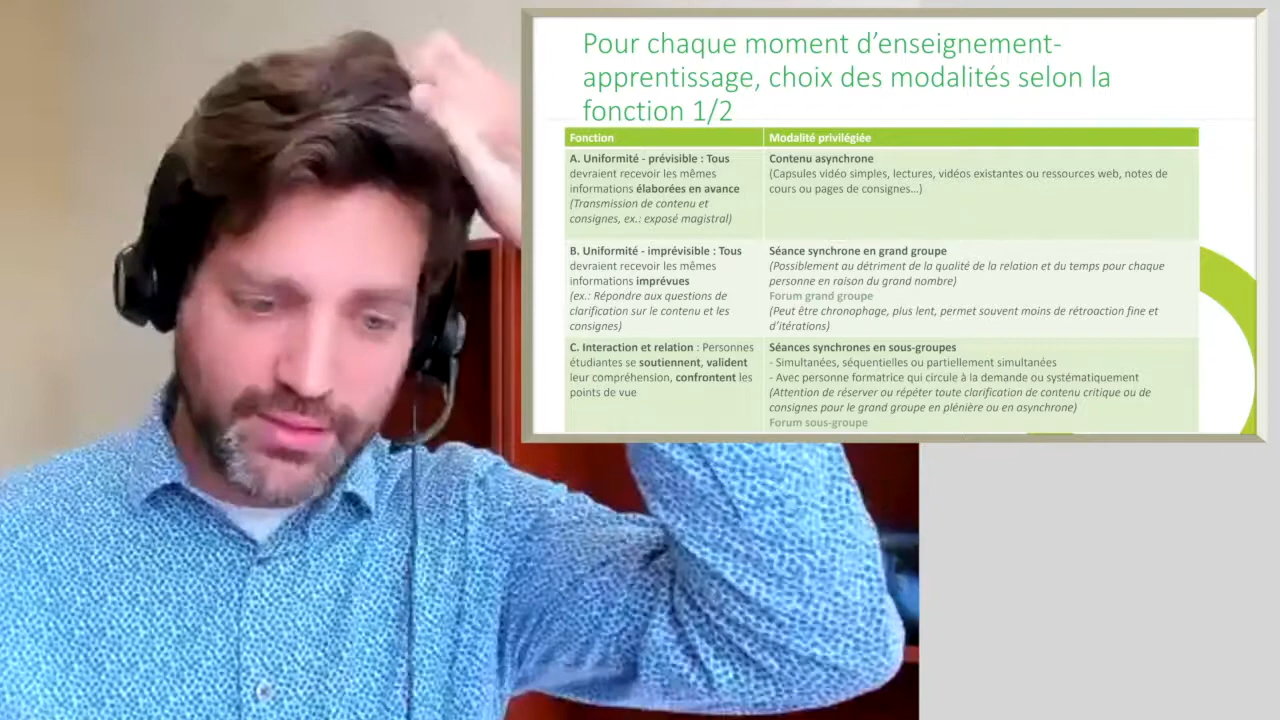 Pour chaque moment d’enseignement-
apprentissage, choix des modalités selon la
fonction 1/2
Fonction
Modalité privilégiée
A. Uniformité - prévisible : Tous
devraient recevoir les mêmes
informations élaborées en avance
(Transmission de contenu et
consignes, ex.: exposé magistral)
Contenu asynchrone
(Capsules vidéo simples, lectures, vidéos existantes ou ressources web, notes de
cours ou pages de consignes…)
B. Uniformité - imprévisible : Tous
devraient recevoir les mêmes
informations imprévues
(ex.: Répondre aux questions de
clarification sur le contenu et les
consignes)
Séance synchrone en grand groupe
(Possiblement au détriment de la qualité de la relation et du temps pour chaque
personne en raison du grand nombre)
Forum grand groupe
(Peut être chronophage, plus lent, permet souvent moins de rétroaction fine et
d’itérations)
C. Interaction et relation : Personnes
étudiantes se soutiennent, valident
leur compréhension, confrontent les
points de vue
Séances synchrones en sous-groupes
- Simultanées, séquentielles ou partiellement simultanées
- Avec personne formatrice qui circule à la demande ou systématiquement
(Attention de réserver ou répéter toute clarification de contenu critique ou de
consignes pour le grand groupe en plénière ou en asynchrone)
Forum sous-groupe